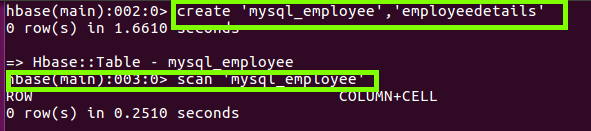 hbase(main):002:0> create 'mysql_employee','employeedetails'
0 row(s) in 1.6610 seconds
=> Hbase::Table - mysql_employee
hbase(main):003:0> scan 'mysql_employee'
ROW COLUMN+CELL
0 row(s) in 0.2510 seconds